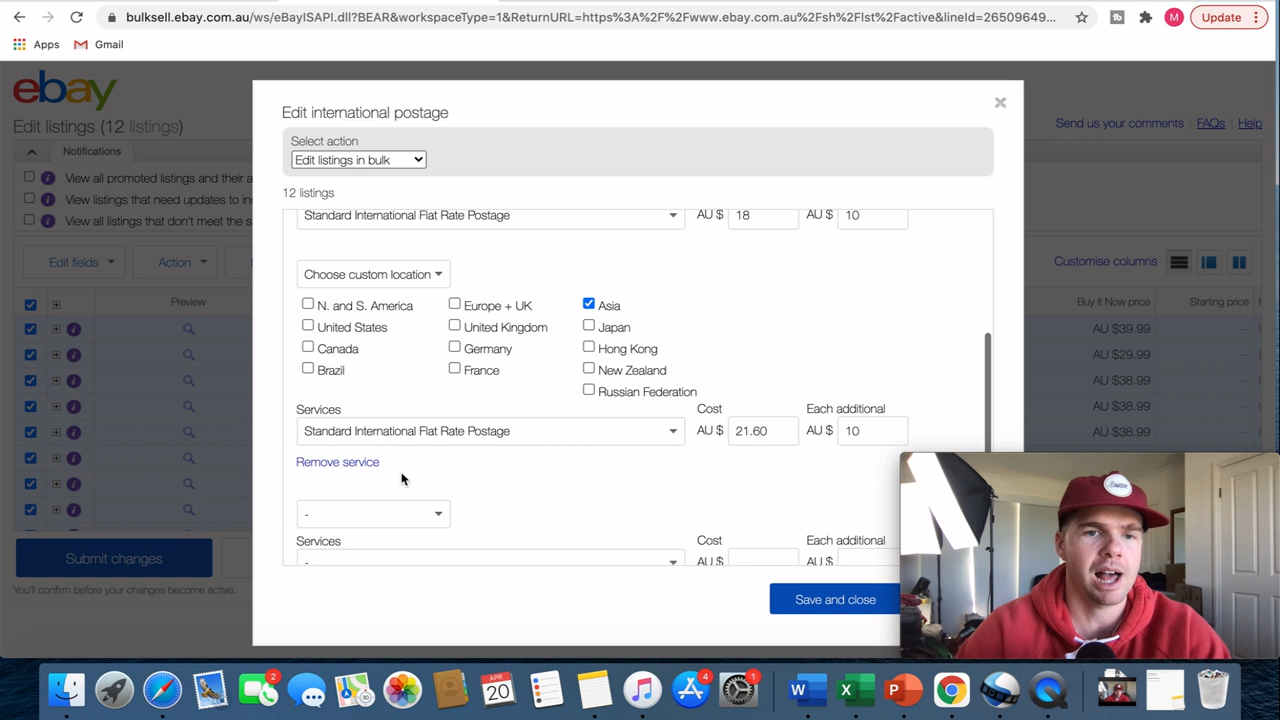 bulksell.ebay.com.au/ws/eBayISAPI.dll?BEAR&workspaceType=1&ReturnURL=https%3A%2F%2Fwww.ebay.com.au%2Fsh%2Flst%2Factive&lineId=26509649...
M
Update
Apps
Gmail
ebay
Edit listings (12 listings)
Send us your comments
FAQs
Help
Notifications
View all promoted listings and their a
View listings that need updates to in
View all listings that don't meet the s
Edit fields
Action
Customise columns
Preview
Buy It Now price
Starting price
AU $39.99
AU $29.99
AU $38.99
AU $38.99
AU $38.99
Submit changes
You'll confirm before your changes become active.
Edit international postage
Select action
Edit listings in bulk
12 listings
Standard International Flat Rate Postage
AU $ 18
AU $ 10
Choose custom location
N. and S. America
Europe + UK
Asia
United States
United Kingdom
Japan
Canada
Germany
Hong Kong
Brazil
France
New Zealand
Russian Federation
Services
Cost
Each additional
Standard International Flat Rate Postage
AU $ 21.60
AU $ 10
Remove service
-
Services
Cost
Each additional
-
AU $
AU $
Save and close
2
APR
20
4
1